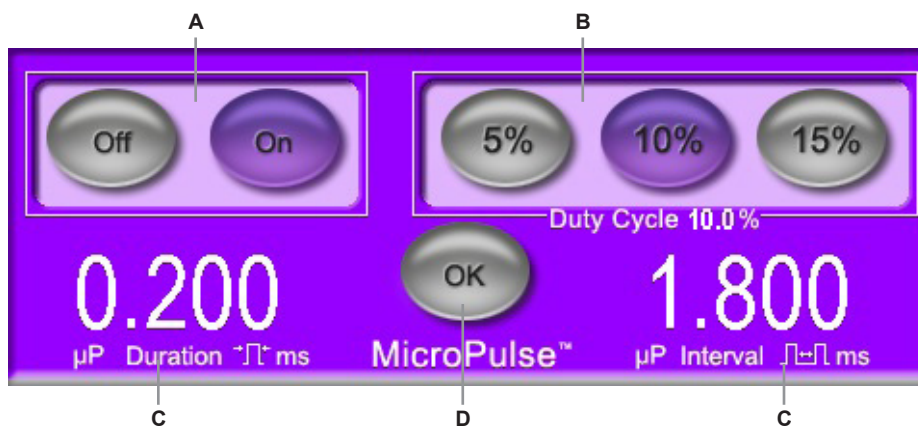 A B
Off On 5% 10% 15%
Duty Cycle 10.0 %
0.200 OK 1.800
µP Duration ms MicroPulse™ µP Interval ms
C D C